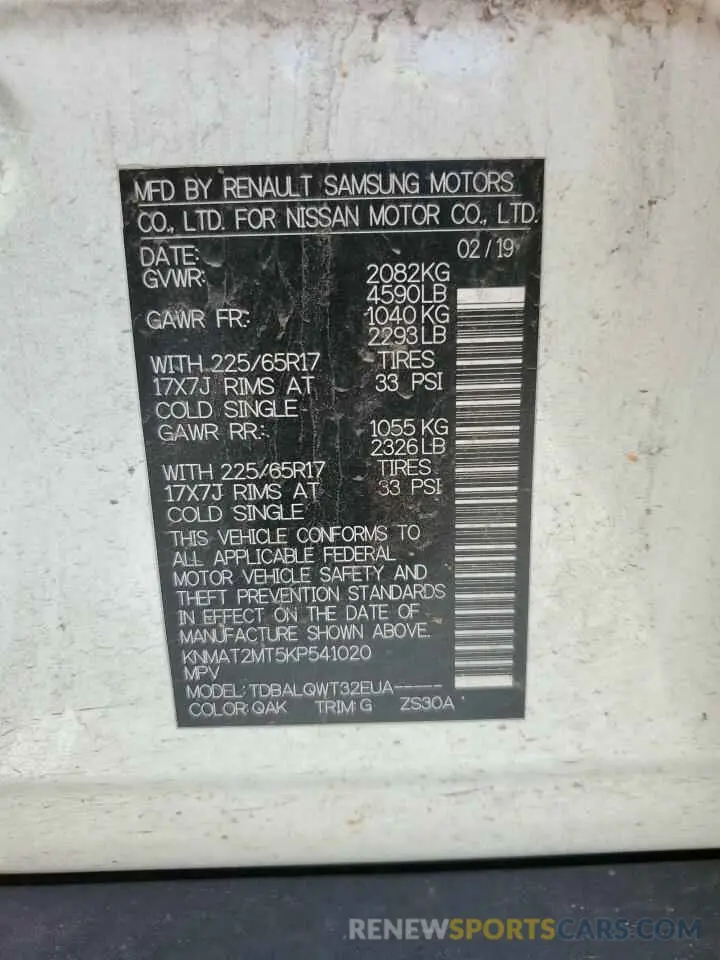 MFD BY RENAULT SAMSUNG MOTORS
CO., LTD. FOR NISSAN MOTOR CO., LTD.
DATE: 02/19
GVWR: 2082KG
4590LB
GAWR FR: 1040 KG
2293LB
WITH 225/65R17 TIRES
17X7J RIMS AT 33 PSI
COLD SINGLE
GAWR RR: 1055 KG
2326LB
WITH 225/65R17 TIRES
17X7J RIMS AT 33 PSI
COLD SINGLE
THIS VEHICLE CONFORMS TO
ALL APPLICABLE FEDERAL
MOTOR VEHICLE SAFETY AND
THEFT PREVENTION STANDARDS
IN EFFECT ON THE DATE OF
MANUFACTURE SHOWN ABOVE.
KNMAT2MT5KP541020
MPV
MODEL: TDBALQWT32EUA-----
COLOR: QAK TRIM: G ZS30A
RENEWSPORTSCARS.COM